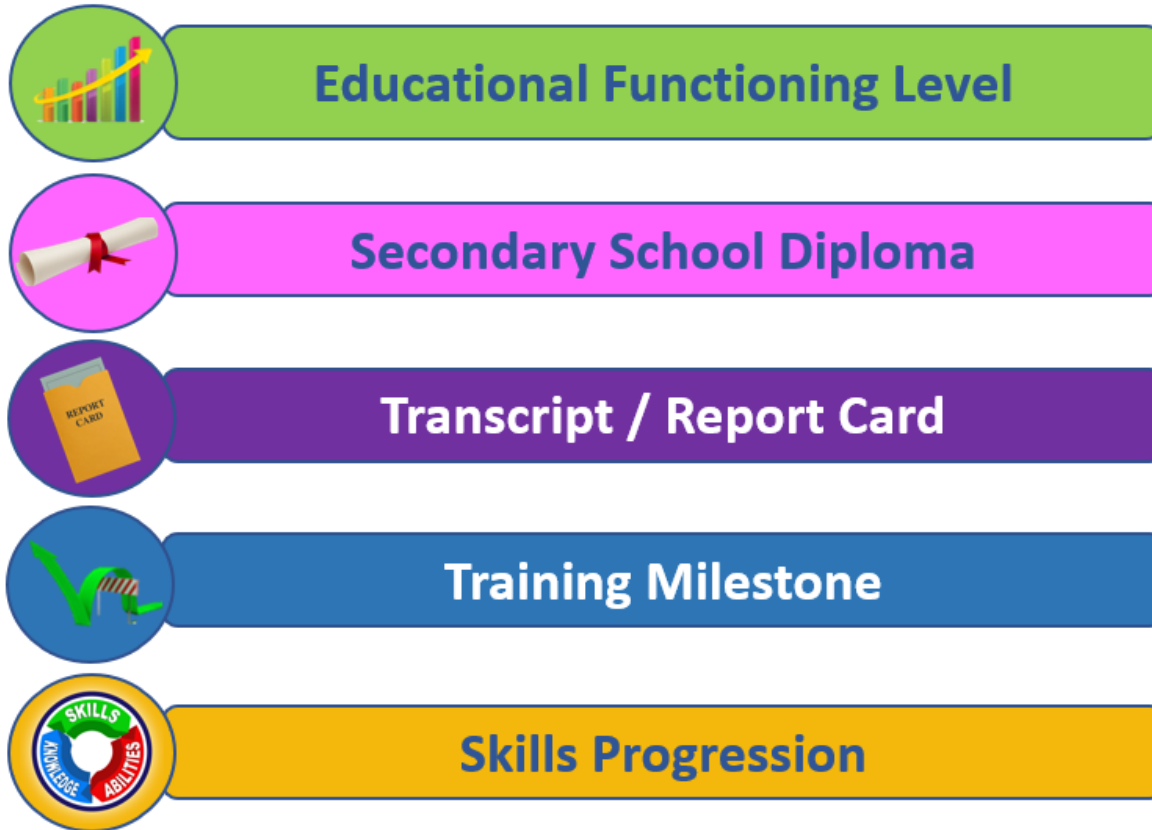 Educational Functioning Level
Secondary School Diploma
REPORT
CARD
Transcript / Report Card
Training Milestone
SKILLS
KNOWLEDGE
ABILITIES
Skills Progression